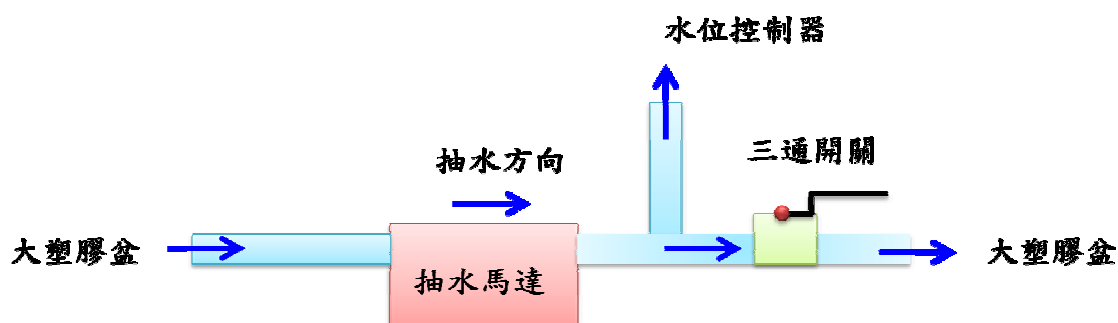 水位控制器
三通開關
抽水方向
大塑膠盆
大塑膠盆
抽水馬達